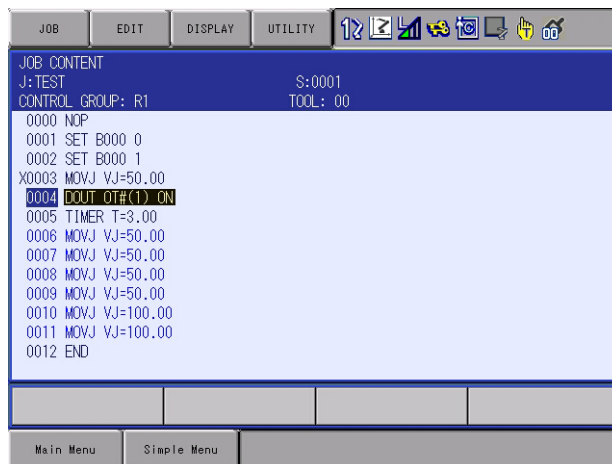 JOB EDIT DISPLAY UTILITY
JOB CONTENT
J:TEST S:0001
CONTROL GROUP: R1 TOOL: 00
0000 NOP
0001 SET B000 0
0002 SET B000 1
X0003 MOVJ VJ=50.00
0004 DOUT OT#(1) ON
0005 TIMER T=3.00
0006 MOVJ VJ=50.00
0007 MOVJ VJ=50.00
0008 MOVJ VJ=50.00
0009 MOVJ VJ=50.00
0010 MOVJ VJ=100.00
0011 MOVJ VJ=100.00
0012 END
Main Menu Simple Menu